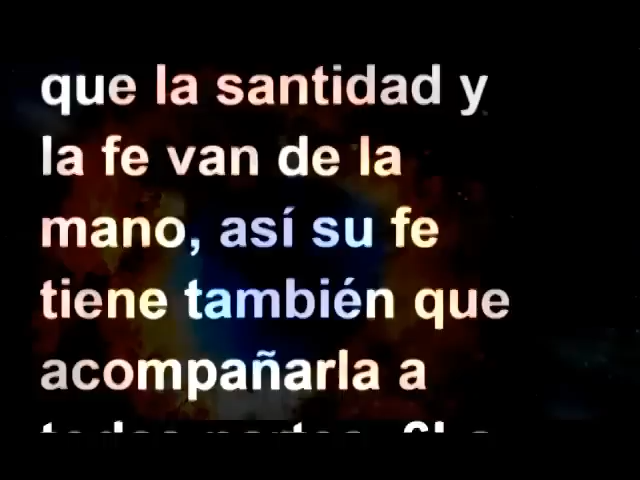 que la santidad y
la fe van de la
mano, así su fe
tiene también que
acompañarla a